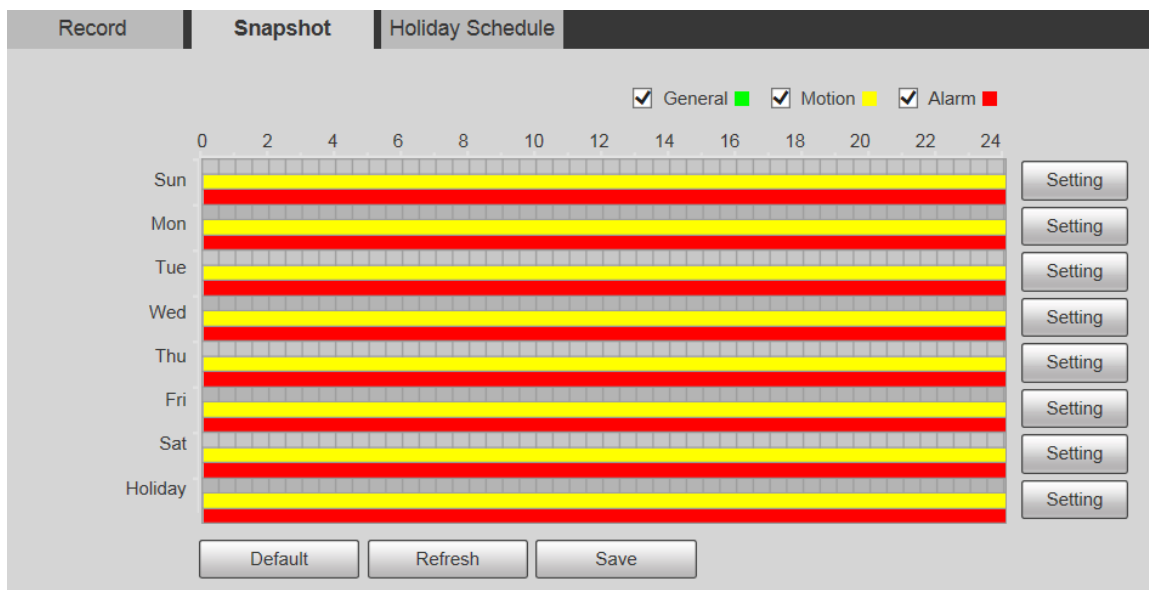 Record Snapshot Holiday Schedule
General Motion Alarm
0 2 4 6 8 10 12 14 16 18 20 22 24
Sun Setting
Mon Setting
Tue Setting
Wed Setting
Thu Setting
Fri Setting
Sat Setting
Holiday Setting
Default Refresh Save